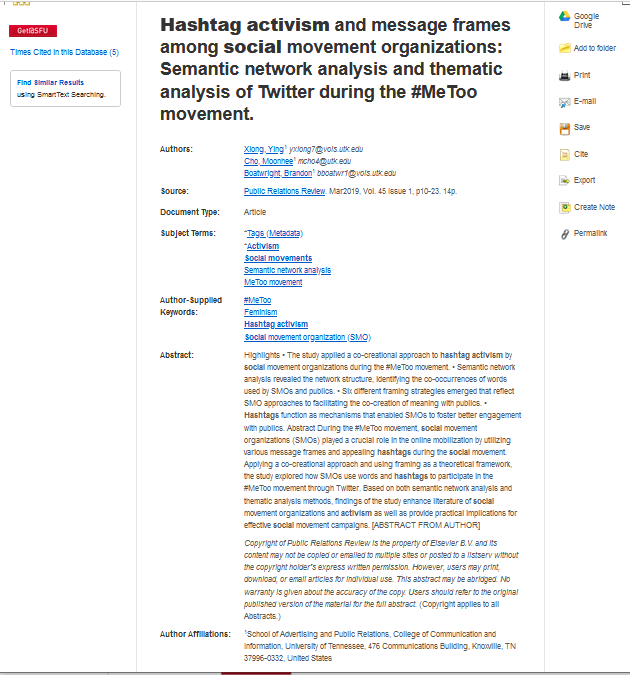 Get@SFU
Times Cited in this Database (5)
Find Similar Results
using SmartText Searching.
Hashtag activism and message frames
among social movement organizations:
Semantic network analysis and thematic
analysis of Twitter during the #MeToo
movement.
Authors:
Xiong, Ying¹ yxiong7@vols.utk.edu
Cho, Moonhee¹ mcho4@utk.edu
Boatwright, Brandon¹ bboatwr1@vols.utk.edu
Source:
Public Relations Review. Mar2019, Vol. 45 Issue 1, p10-23. 14p.
Document Type:
Article
Subject Terms:
*Tags (Metadata)
*Activism
Social movements
Semantic network analysis
MeToo movement
Author-Supplied
Keywords:
#MeToo
Feminism
Hashtag activism
Social movement organization (SMO)
Abstract:
Highlights • The study applied a co-creational approach to hashtag activism by
social movement organizations during the #MeToo movement. • Semantic network
analysis revealed the network structure, identifying the co-occurrences of words
used by SMOs and publics. • Six different framing strategies emerged that reflect
SMO approaches to facilitating the co-creation of meaning with publics. •
Hashtags function as mechanisms that enabled SMOs to foster better engagement
with publics. Abstract During the #MeToo movement, social movement
organizations (SMOs) played a crucial role in the online mobilization by utilizing
various message frames and appealing hashtags during the social movement.
Applying a co-creational approach and using framing as a theoretical framework,
the study explored how SMOs use words and hashtags to participate in the
#MeToo movement through Twitter. Based on both semantic network analysis and
thematic analysis methods, findings of the study enhance literature of social
movement organizations and activism as well as provide practical implications for
effective social movement campaigns. [ABSTRACT FROM AUTHOR]
Copyright of Public Relations Review is the property of Elsevier B.V. and its
content may not be copied or emailed to multiple sites or posted to a listserv without
the copyright holder's express written permission. However, users may print,
download, or email articles for individual use. This abstract may be abridged. No
warranty is given about the accuracy of the copy. Users should refer to the original
published version of the material for the full abstract. (Copyright applies to all
Abstracts.)
Author Affiliations:
¹School of Advertising and Public Relations, College of Communication and
Information, University of Tennessee, 476 Communications Building, Knoxville, TN
37996-0332, United States
Google
Drive
Add to folder
Print
E-mail
Save
Cite
Export
Create Note
Permalink